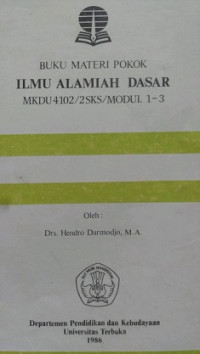 BUKU MATERI POKOK
ILMU ALAMIAH DASAR
MKDU4102/2SKS/MODUL 1-3
Oleh:
Drs. Hendro Darmodjo, M.A.
Departemen Pendidikan dan Kebudayaan
Universitas Terbuka
1986